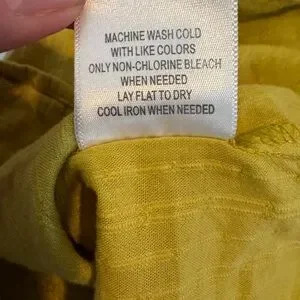 MACHINE WASH COLD
WITH LIKE COLORS
ONLY NON-CHLORINE BLEACH
WHEN NEEDED
LAY FLAT TO DRY
COOL IRON WHEN NEEDED